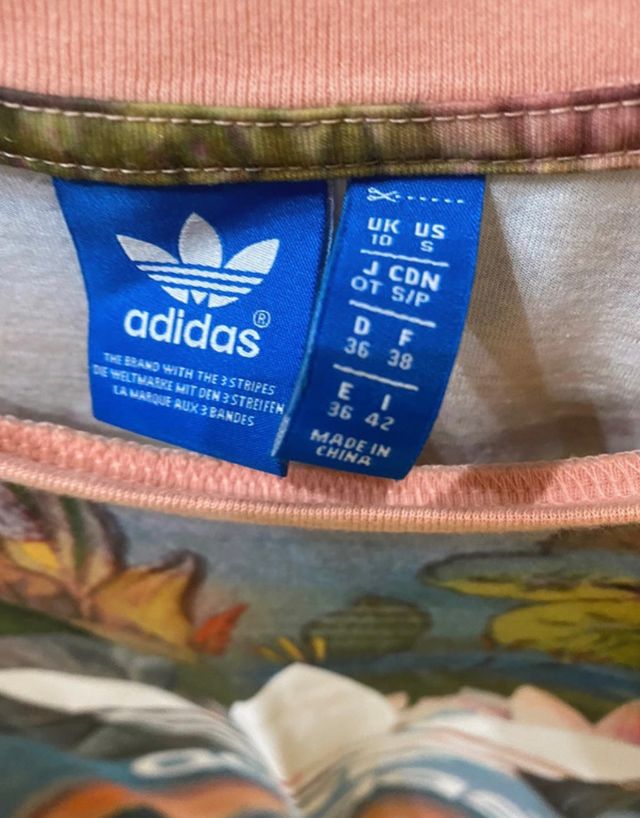 adidas®
THE BRAND WITH THE 3 STRIPES
DIE WELTMARKE MIT DEN 3 STREIFEN
LA MARQUE AUX 3 BANDES
UK US
10 S
J CDN
OT S/P
D F
36 38
E I
36 42
MADE IN
CHINA